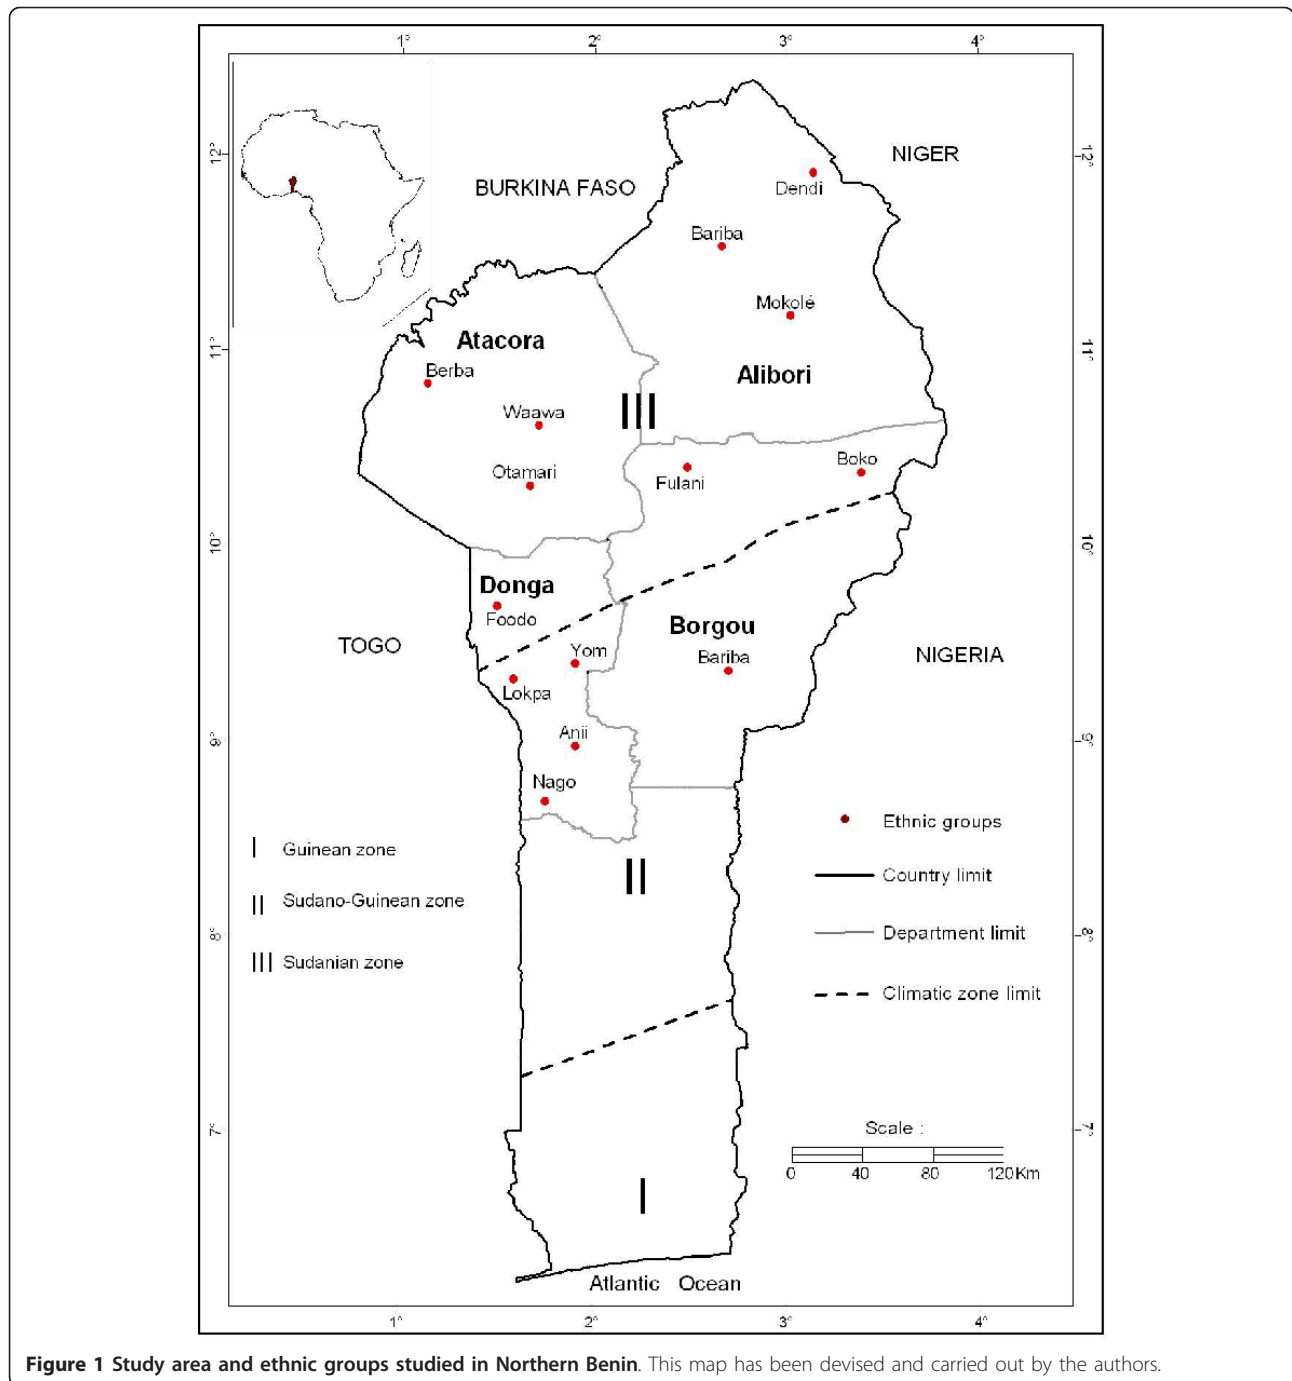 1° 2° 3° 4°
12° 12°
NIGER
BURKINA FASO
Dendi
Bariba
Mokolé
11° 11°
Atacora
Berba
Alibori
Waawa
III
Otamari
Fulani
Boko
10° 10°
Donga
Foodo
Borgou
TOGO
Yom
Bariba
NIGERIA
Lokpa
Anii
9° 9°
Nago
Ethnic groups
I Guinean zone
II
Country limit
II Sudano-Guinean zone
8° 8°
Department limit
III Sudanian zone
Climatic zone limit
7° 7°
Scale :
0 40 80 120 Km
I
Atlantic Ocean
1° 2° 3° 4°
Figure 1 Study area and ethnic groups studied in Northern Benin. This map has been devised and carried out by the authors.